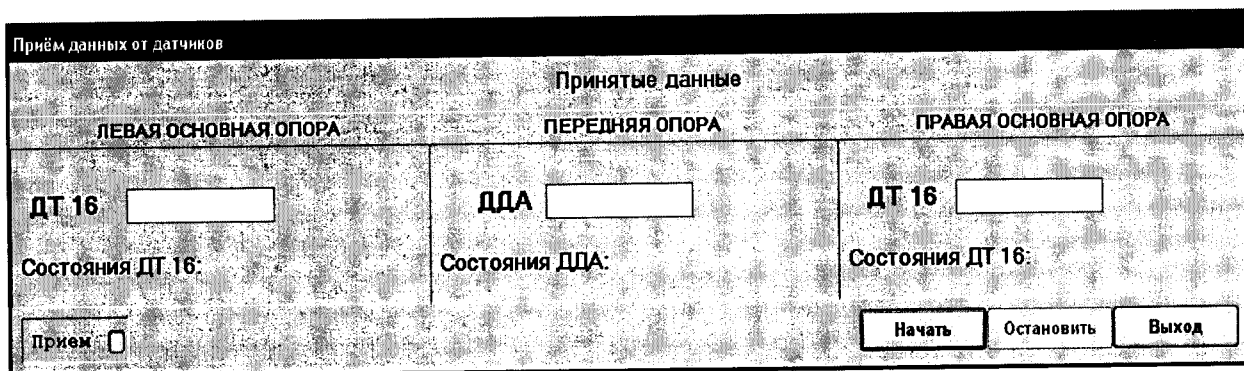 Приём данных от датчиков
Принятые данные
ЛЕВАЯ ОСНОВНАЯ ОПОРА
ПЕРЕДНЯЯ ОПОРА
ПРАВАЯ ОСНОВНАЯ ОПОРА
ДТ 16
ДДА
ДТ 16
Состояния ДТ 16:
Состояния ДДА:
Состояния ДТ 16:
Прием
Начать
Остановить
Выход